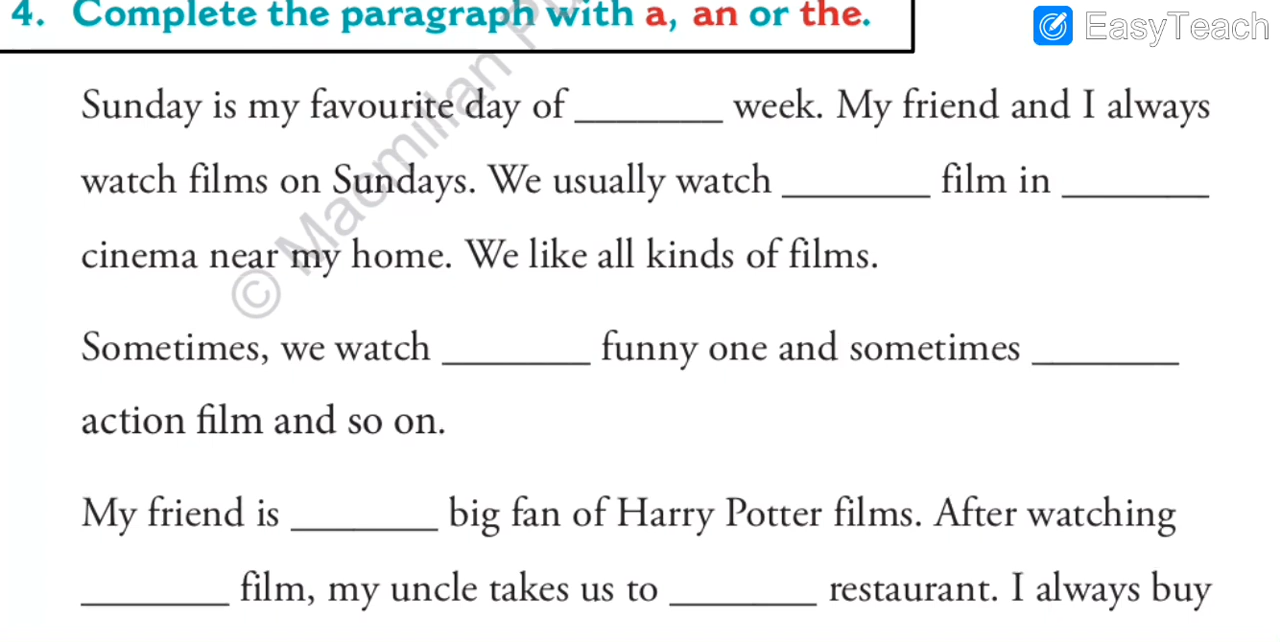 4. Complete the paragraph with a, an or the.
EasyTeach
Sunday is my favourite day of ________ week. My friend and I always
watch films on Sundays. We usually watch ________ film in ________
cinema near my home. We like all kinds of films.
Sometimes, we watch ________ funny one and sometimes ________
action film and so on.
My friend is ________ big fan of Harry Potter films. After watching
________ film, my uncle takes us to ________ restaurant. I always buy
© Macmillan